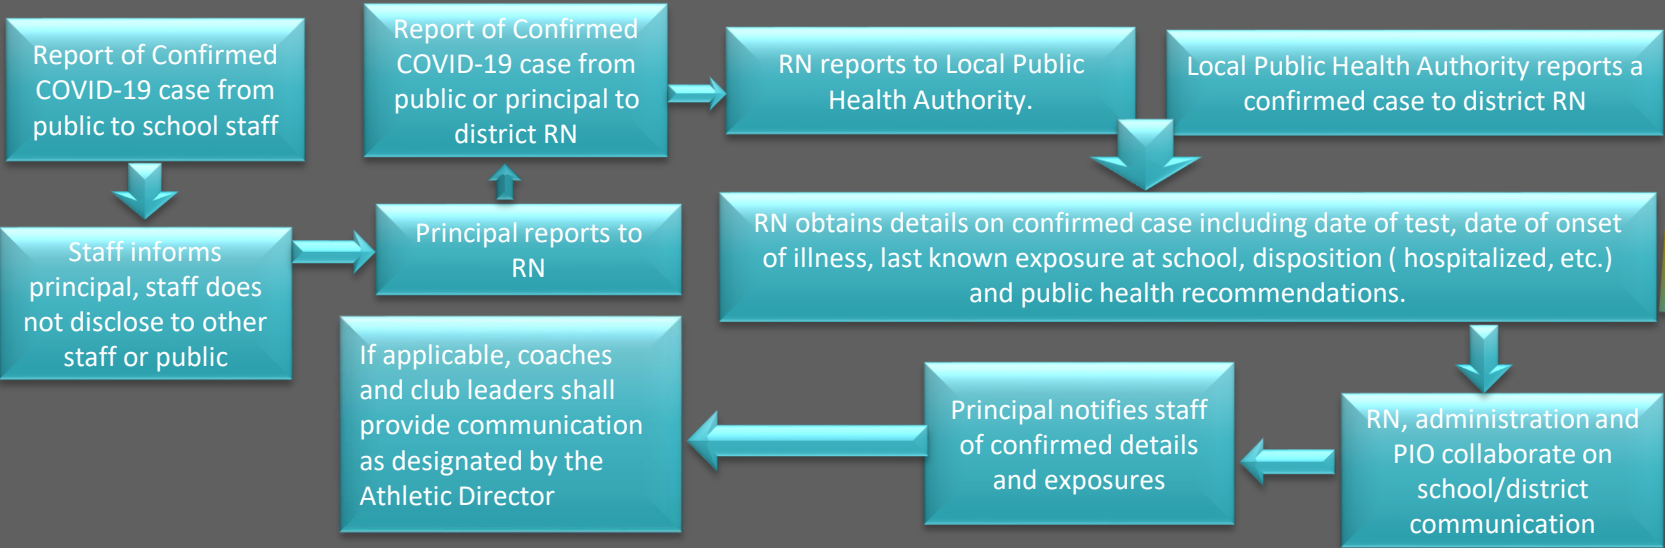 Report of Confirmed
COVID-19 case from
public to school staff
Staff informs
principal, staff does
not disclose to other
staff or public
Principal reports to
RN
Report of Confirmed
COVID-19 case from
public or principal to
district RN
RN reports to Local Public
Health Authority.
Local Public Health Authority reports a
confirmed case to district RN
RN obtains details on confirmed case including date of test, date of onset
of illness, last known exposure at school, disposition ( hospitalized, etc.)
and public health recommendations.
RN, administration and
PIO collaborate on
school/district
communication
Principal notifies staff
of confirmed details
and exposures
If applicable, coaches
and club leaders shall
provide communication
as designated by the
Athletic Director